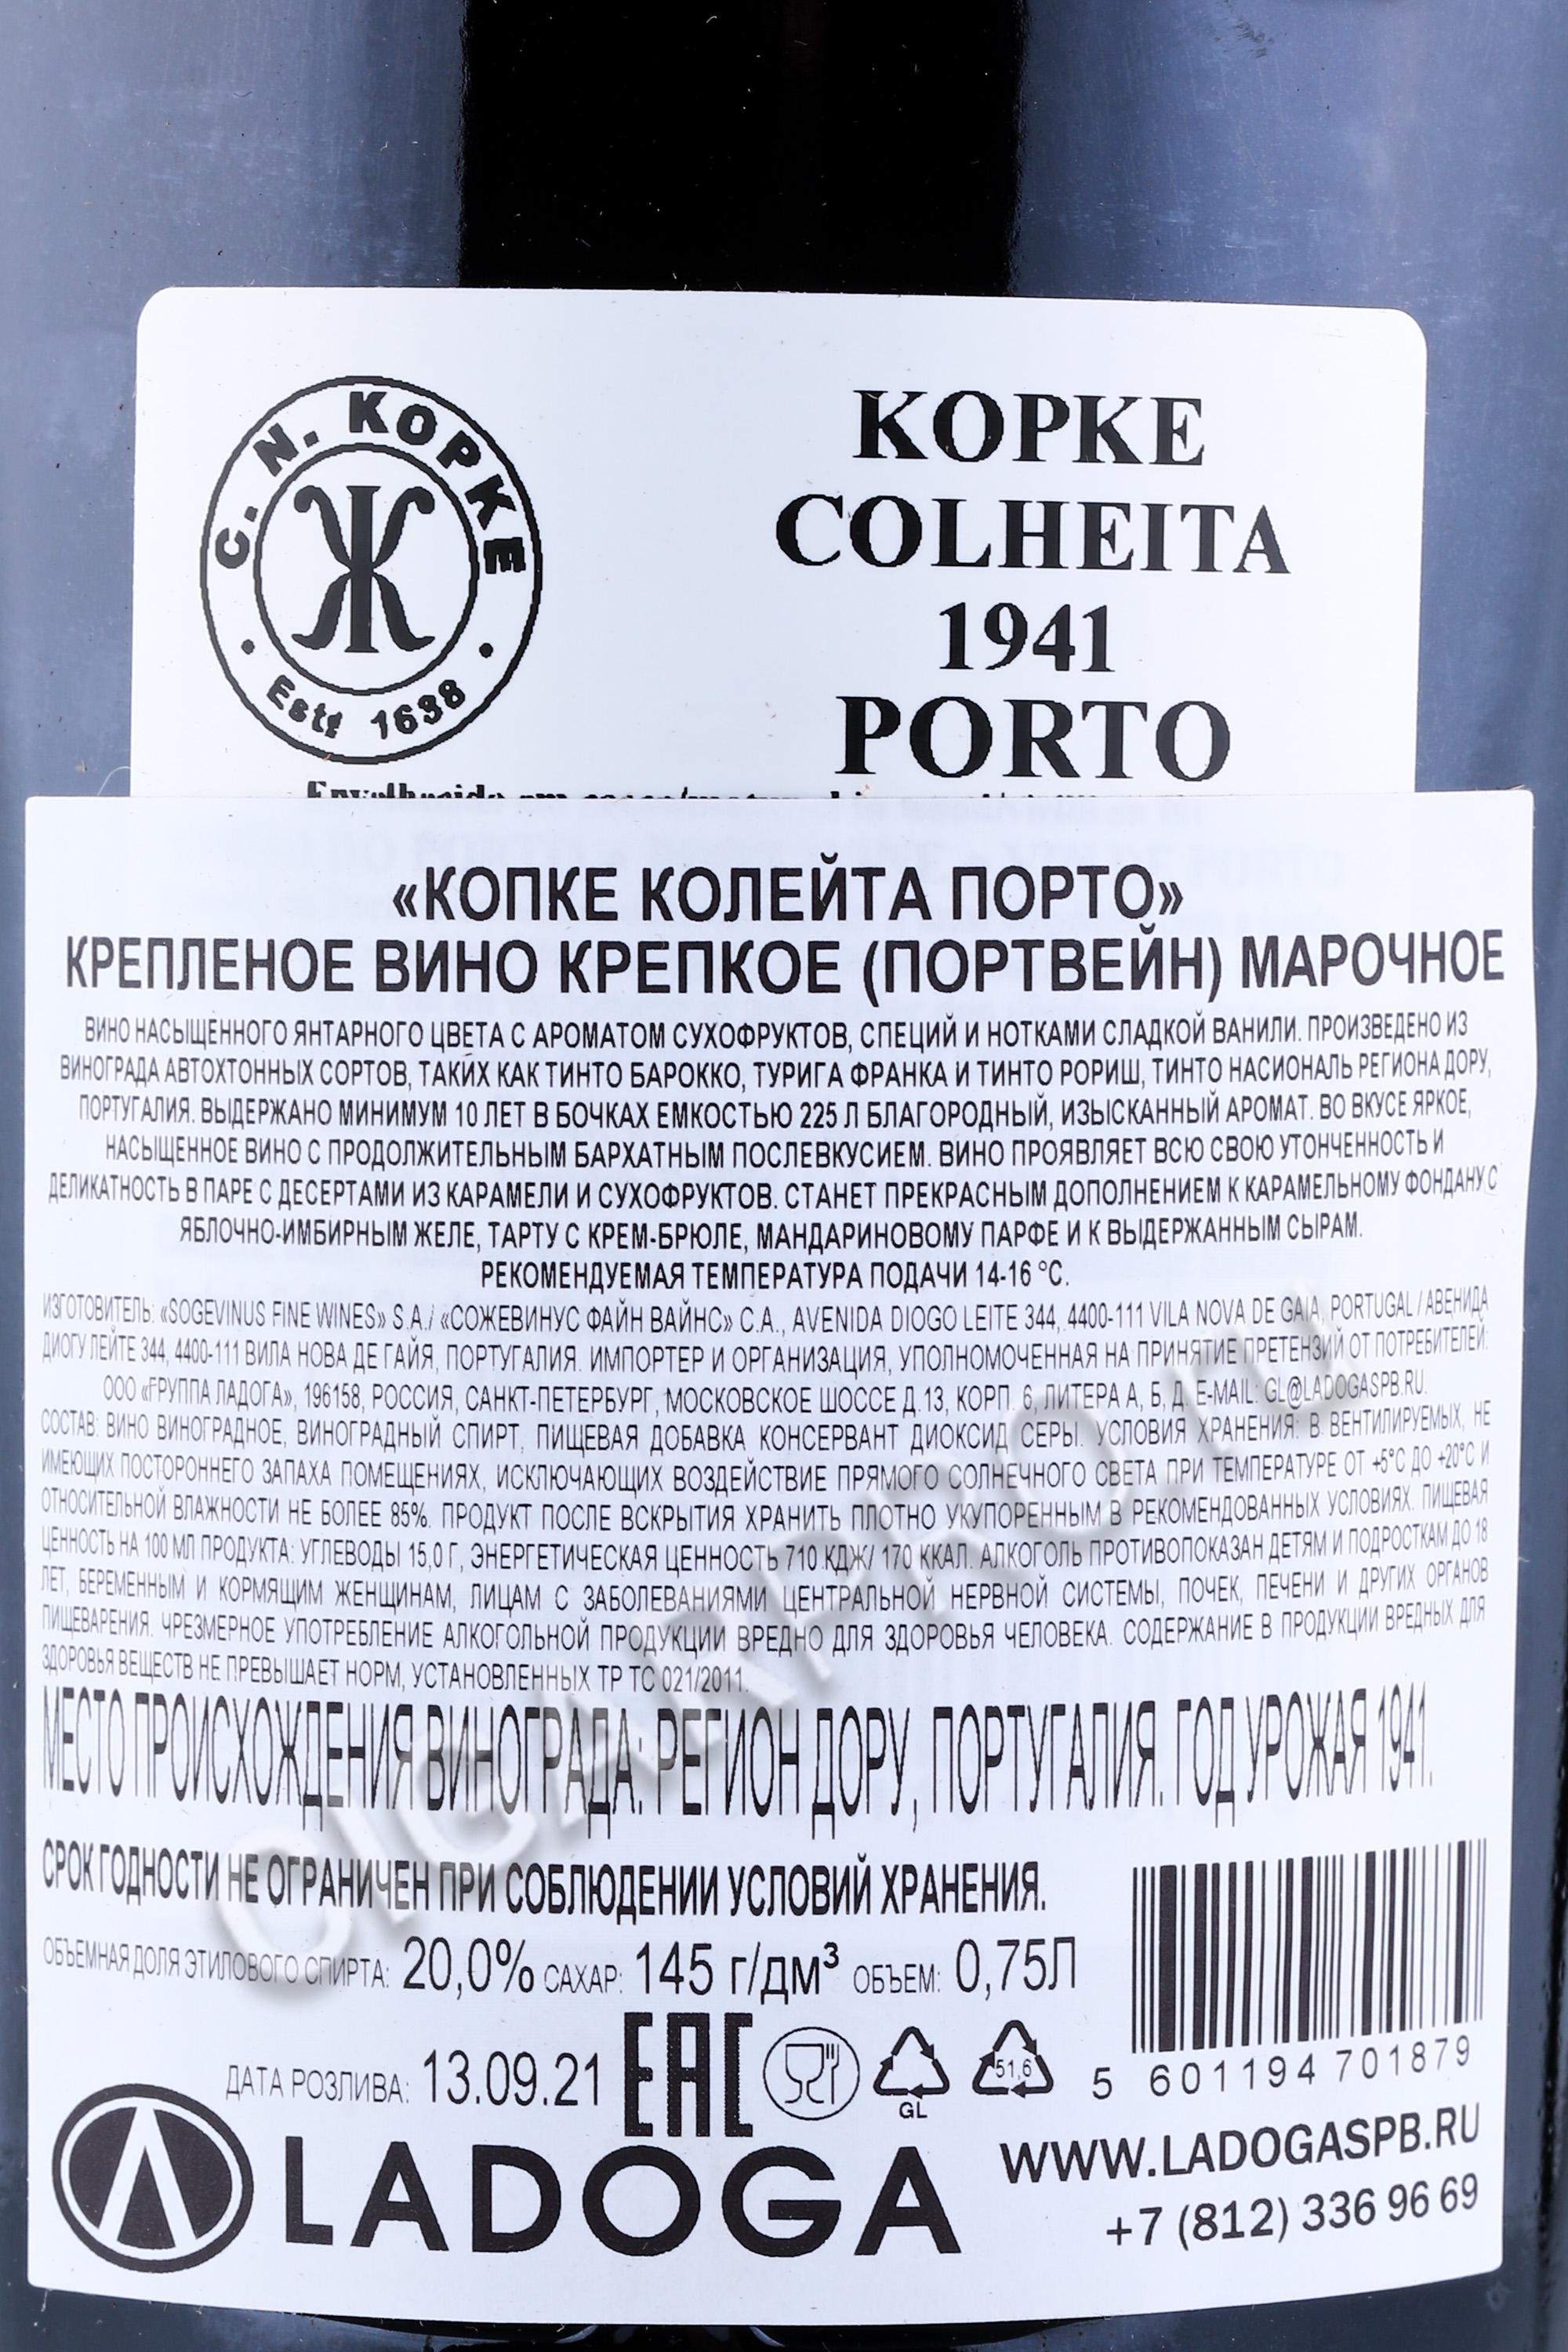 C. N. KOPKE
Estd 1638
KOPKE
COLHEITA
1941
PORTO
«КОПКЕ КОЛЕЙТА ПОРТО»
КРЕПЛЕНОЕ ВИНО КРЕПКОЕ (ПОРТВЕЙН) МАРОЧНОЕ
ВИНО НАСЫЩЕННОГО ЯНТАРНОГО ЦВЕТА С АРОМАТОМ СУХОФРУКТОВ, СПЕЦИЙ И НОТКАМИ СЛАДКОЙ ВАНИЛИ. ПРОИЗВЕДЕНО ИЗ
ВИНОГРАДА АВТОХТОННЫХ СОРТОВ, ТАКИХ КАК ТИНТО БАРОККО, ТУРИГА ФРАНКА И ТИНТО РОРИШ, ТИНТО НАСИОНАЛЬ РЕГИОНА ДОРУ,
ПОРТУГАЛИЯ. ВЫДЕРЖАНО МИНИМУМ 10 ЛЕТ В БОЧКАХ ЕМКОСТЬЮ 225 Л БЛАГОРОДНЫЙ, ИЗЫСКАННЫЙ АРОМАТ. ВО ВКУСЕ ЯРКОЕ,
НАСЫЩЕННОЕ ВИНО С ПРОДОЛЖИТЕЛЬНЫМ БАРХАТНЫМ ПОСЛЕВКУСИЕМ. ВИНО ПРОЯВЛЯЕТ ВСЮ СВОЮ УТОНЧЕННОСТЬ И
ДЕЛИКАТНОСТЬ В ПАРЕ С ДЕСЕРТАМИ ИЗ КАРАМЕЛИ И СУХОФРУКТОВ. СТАНЕТ ПРЕКРАСНЫМ ДОПОЛНЕНИЕМ К КАРАМЕЛЬНОМУ ФОНДАНУ С
ЯБЛОЧНО-ИМБИРНЫМ ЖЕЛЕ, ТАРТУ С КРЕМ-БРЮЛЕ, МАНДАРИНОВОМУ ПАРФЕ И К ВЫДЕРЖАННЫМ СЫРАМ.
РЕКОМЕНДУЕМАЯ ТЕМПЕРАТУРА ПОДАЧИ 14-16 °C.
ИЗГОТОВИТЕЛЬ: «SOGEVINUS FINE WINES» S.A./ «СОЖЕВИНУС ФАЙН ВАЙНС» С.А., AVENIDA DIOGO LEITE 344, 4400-111 VILA NOVA DE GAIA, PORTUGAL / АВЕНИДА
ДИОГУ ЛЕЙТЕ 344, 4400-111 ВИЛА НОВА ДЕ ГАЙЯ, ПОРТУГАЛИЯ. ИМПОРТЕР И ОРГАНИЗАЦИЯ, УПОЛНОМОЧЕННАЯ НА ПРИНЯТИЕ ПРЕТЕНЗИЙ ОТ ПОТРЕБИТЕЛЕЙ:
ООО «ГРУППА ЛАДОГА», 196158, РОССИЯ, САНКТ-ПЕТЕРБУРГ, МОСКОВСКОЕ ШОССЕ Д.13, КОРП. 6, ЛИТЕРА А, Б, Д. E-MAIL: GL@LADOGASPB.RU.
СОСТАВ: ВИНО ВИНОГРАДНОЕ, ВИНОГРАДНЫЙ СПИРТ, ПИЩЕВАЯ ДОБАВКА КОНСЕРВАНТ ДИОКСИД СЕРЫ. УСЛОВИЯ ХРАНЕНИЯ: В ВЕНТИЛИРУЕМЫХ, НЕ
ИМЕЮЩИХ ПОСТОРОННЕГО ЗАПАХА ПОМЕЩЕНИЯХ, ИСКЛЮЧАЮЩИХ ВОЗДЕЙСТВИЕ ПРЯМОГО СОЛНЕЧНОГО СВЕТА ПРИ ТЕМПЕРАТУРЕ ОТ +5°C ДО +20°C И
ОТНОСИТЕЛЬНОЙ ВЛАЖНОСТИ НЕ БОЛЕЕ 85%. ПРОДУКТ ПОСЛЕ ВСКРЫТИЯ ХРАНИТЬ ПЛОТНО УКУПОРЕННЫМ В РЕКОМЕНДОВАННЫХ УСЛОВИЯХ. ПИЩЕВАЯ
ЦЕННОСТЬ НА 100 МЛ ПРОДУКТА: УГЛЕВОДЫ 15,0 Г, ЭНЕРГЕТИЧЕСКАЯ ЦЕННОСТЬ 710 КДЖ/ 170 ККАЛ. АЛКОГОЛЬ ПРОТИВОПОКАЗАН ДЕТЯМ И ПОДРОСТКАМ ДО 18
ЛЕТ, БЕРЕМЕННЫМ И КОРМЯЩИМ ЖЕНЩИНАМ, ЛИЦАМ С ЗАБОЛЕВАНИЯМИ ЦЕНТРАЛЬНОЙ НЕРВНОЙ СИСТЕМЫ, ПОЧЕК, ПЕЧЕНИ И ДРУГИХ ОРГАНОВ
ПИЩЕВАРЕНИЯ. ЧРЕЗМЕРНОЕ УПОТРЕБЛЕНИЕ АЛКОГОЛЬНОЙ ПРОДУКЦИИ ВРЕДНО ДЛЯ ЗДОРОВЬЯ ЧЕЛОВЕКА. СОДЕРЖАНИЕ В ПРОДУКЦИИ ВРЕДНЫХ ДЛЯ
ЗДОРОВЬЯ ВЕЩЕСТВ НЕ ПРЕВЫШАЕТ НОРМ, УСТАНОВЛЕННЫХ ТР ТС 021/2011.
МЕСТО ПРОИСХОЖДЕНИЯ ВИНОГРАДА: РЕГИОН ДОРУ, ПОРТУГАЛИЯ. ГОД УРОЖАЯ 1941.
СРОК ГОДНОСТИ НЕ ОГРАНИЧЕН ПРИ СОБЛЮДЕНИИ УСЛОВИЙ ХРАНЕНИЯ.
ОБЪЕМНАЯ ДОЛЯ ЭТИЛОВОГО СПИРТА: 20,0% САХАР: 145 г/дм³ ОБЪЕМ: 0,75Л
ДАТА РОЗЛИВА: 13.09.21 EAC
GL
51,6
5 601194 701879
LADOGA
WWW.LADOGASPB.RU
+7 (812) 336 96 69
CIGARPRO.ru